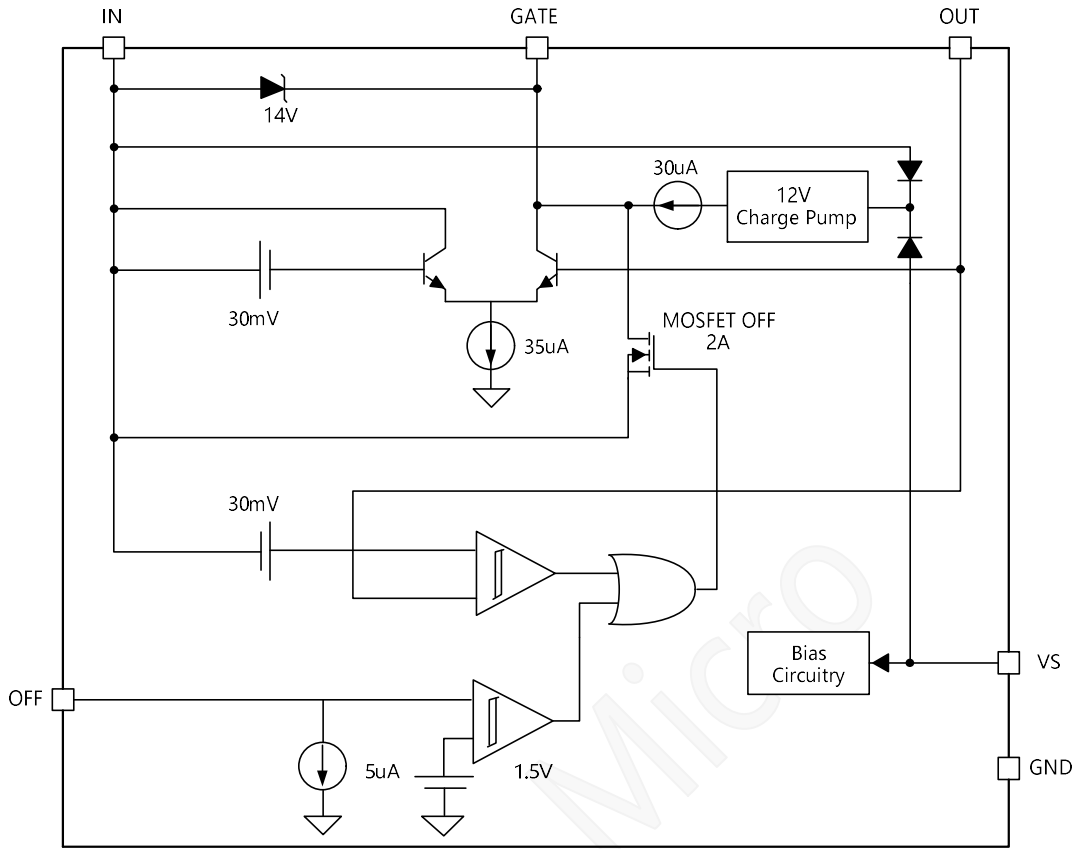 IN
GATE
OUT
14V
30uA
12V
Charge Pump
30mV
35uA
MOSFET OFF
2A
30mV
Bias
Circuitry
VS
OFF
5uA
1.5V
GND
Micro